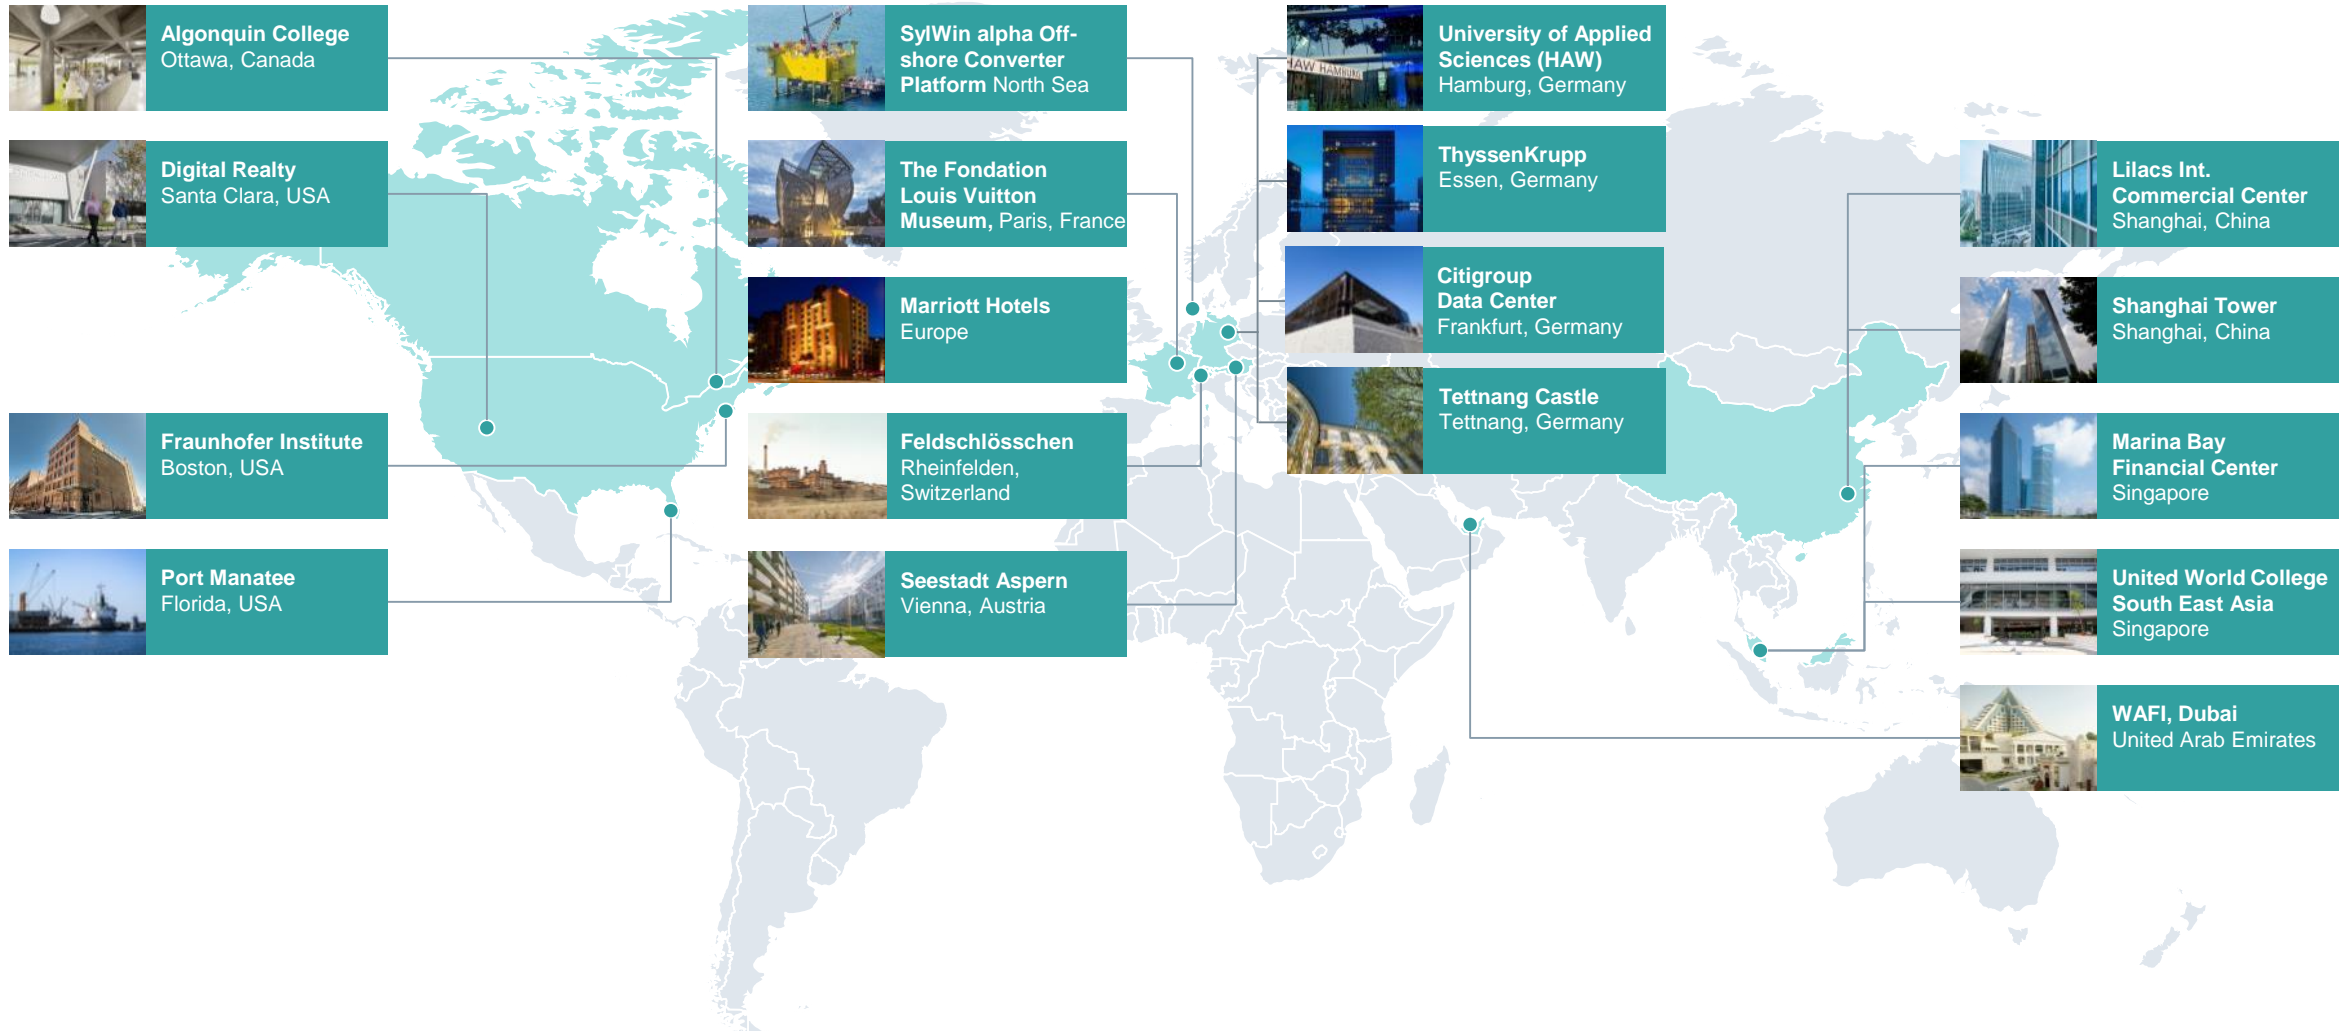 Algonquin College
Ottawa, Canada
Digital Realty
Santa Clara, USA
Fraunhofer Institute
Boston, USA
Port Manatee
Florida, USA
SylWin alpha Off-
shore Converter
Platform North Sea
The Fondation
Louis Vuitton
Museum, Paris, France
Marriott Hotels
Europe
Feldschlösschen
Rheinfelden,
Switzerland
Seestadt Aspern
Vienna, Austria
HAW HAMBURG
University of Applied
Sciences (HAW)
Hamburg, Germany
ThyssenKrupp
Essen, Germany
Citigroup
Data Center
Frankfurt, Germany
Tettnang Castle
Tettnang, Germany
Lilacs Int.
Commercial Center
Shanghai, China
Shanghai Tower
Shanghai, China
Marina Bay
Financial Center
Singapore
United World College
South East Asia
Singapore
WAFI, Dubai
United Arab Emirates